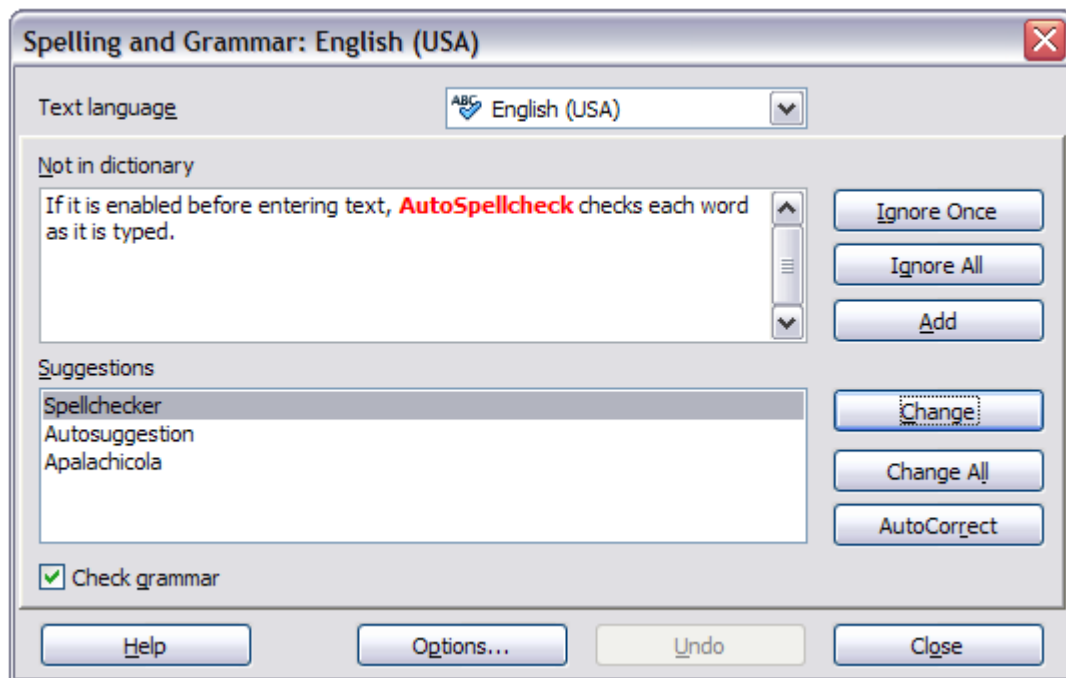 Spelling and Grammar: English (USA)
Text language
ABC English (USA)
Not in dictionary
If it is enabled before entering text, AutoSpellcheck checks each word
as it is typed.
Ignore Once
Ignore All
Add
Suggestions
Spellchecker
Autosuggestion
Apalachicola
Change
Change All
AutoCorrect
Check grammar
Help
Options...
Undo
Close